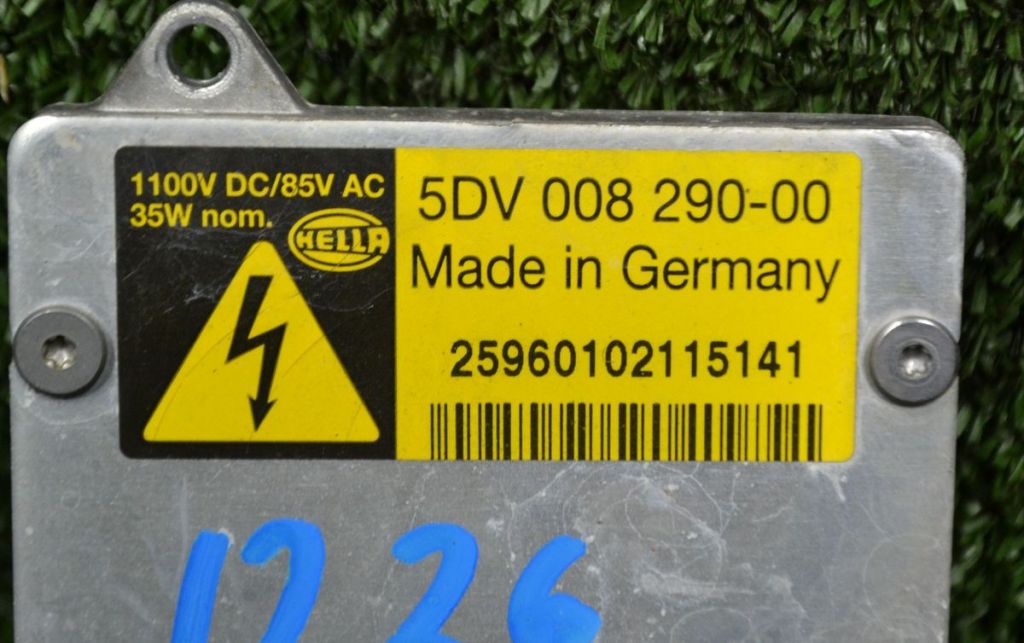 1100V DC/85V AC
35W nom.
HELLA
5DV 008 290-00
Made in Germany
25960102115141
1226